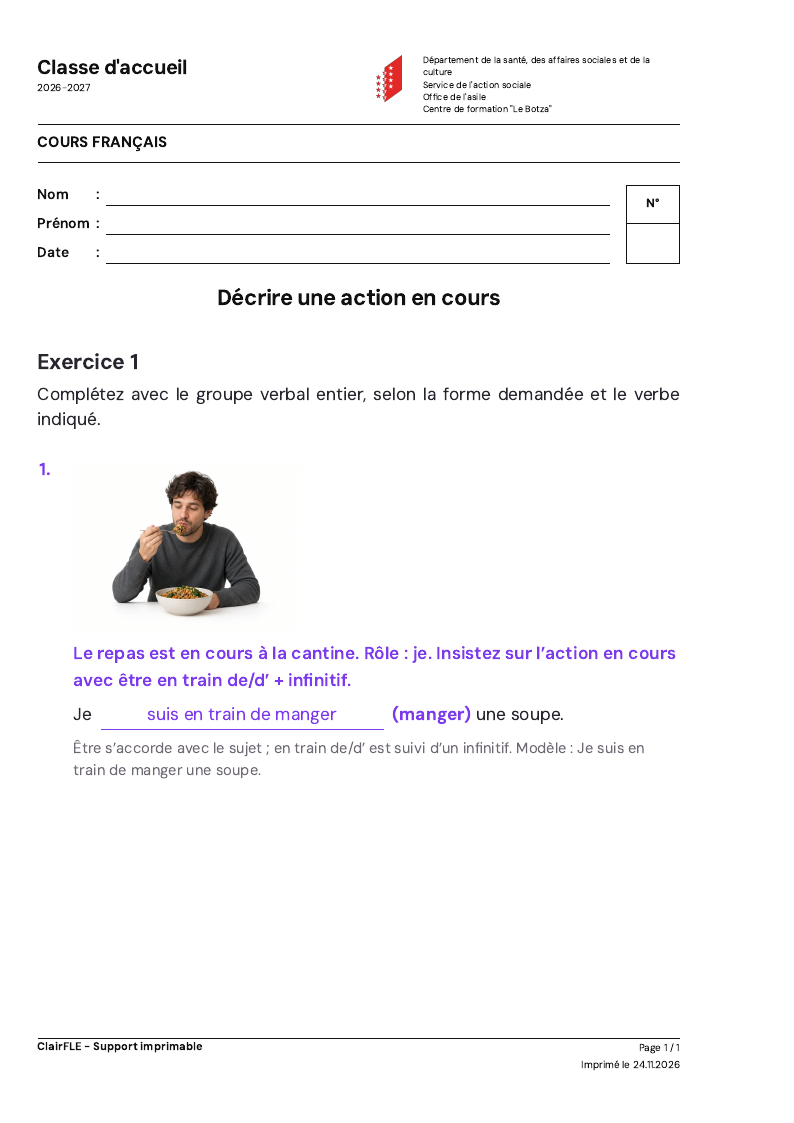 Classe d'accueil
2026-2027
Département de la santé, des affaires sociales et de la
culture
Service de l'action sociale
Office de l'asile
Centre de formation "Le Botza"
COURS FRANÇAIS
Nom :
Prénom :
Date :
N°
Décrire une action en cours
Exercice 1
Complétez avec le groupe verbal entier, selon la forme demandée et le verbe
indiqué.
1.
Le repas est en cours à la cantine. Rôle : je. Insistez sur l’action en cours
avec être en train de/d’ + infinitif.
Je suis en train de manger (manger) une soupe.
Être s’accorde avec le sujet ; en train de/d’ est suivi d’un infinitif. Modèle : Je suis en
train de manger une soupe.
ClairFLE - Support imprimable
Page 1 / 1
Imprimé le 24.11.2026